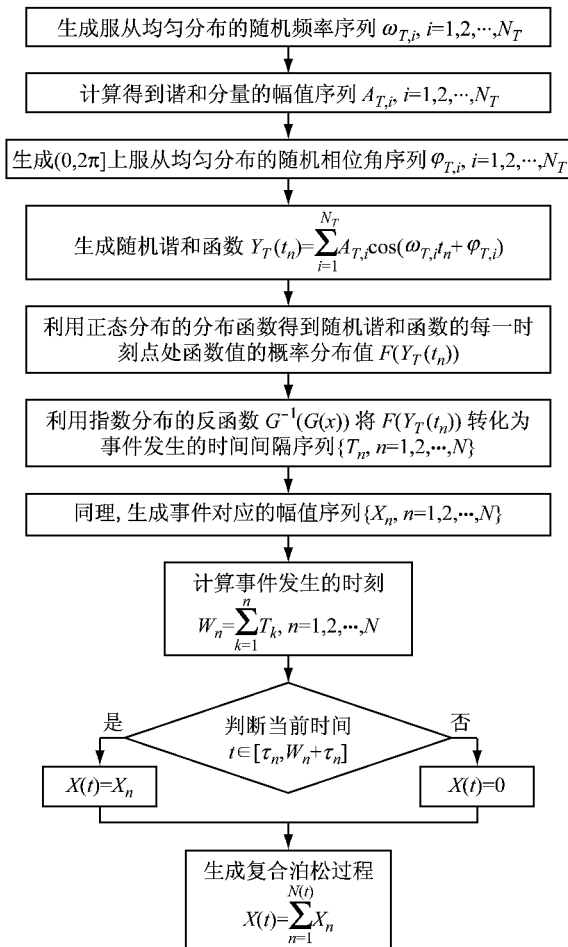 生成服从均匀分布的随机频率序列 ω_{T,i}, i=1,2,⋯,N_T
计算得到谐和分量的幅值序列 A_{T,i}, i=1,2,⋯,N_T
生成(0,2π]上服从均匀分布的随机相位角序列 φ_{T,i}, i=1,2,⋯,N_T
生成随机谐和函数 Y_T(t_n)=∑_{i=1}^{N_T}A_{T,i}cos(ω_{T,i}t_n+φ_{T,i})
利用正态分布的分布函数得到随机谐和函数的每一时
刻点处函数值的概率分布值 F(Y_T(t_n))
利用指数分布的反函数 G^{-1}(G(x)) 将 F(Y_T(t_n)) 转化为
事件发生的时间间隔序列{T_n, n=1,2,⋯,N}
同理, 生成事件对应的幅值序列{X_n, n=1,2,⋯,N}
计算事件发生的时刻
W_n=∑_{k=1}^{n}T_k, n=1,2,⋯,N
判断当前时间
t∈[τ_n,W_n+τ_n]
是
否
X(t)=X_n
X(t)=0
生成复合泊松过程
X(t)=∑_{n=1}^{N(t)}X_n